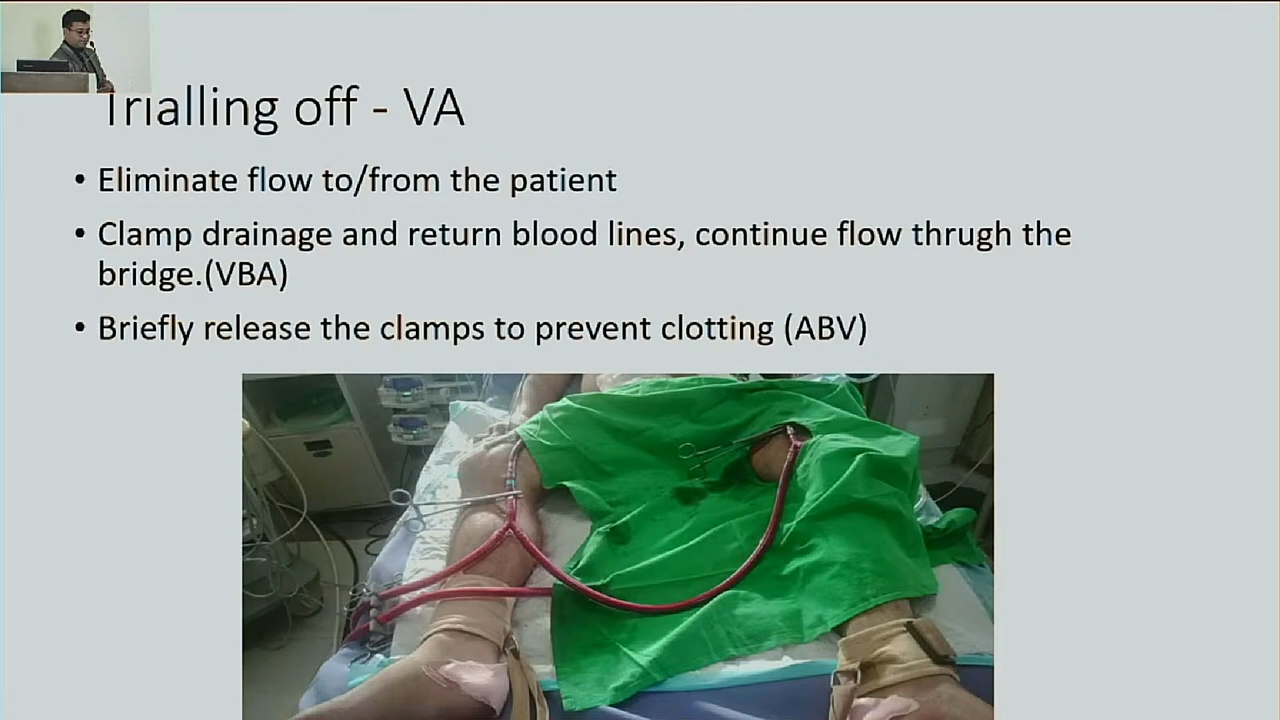 Trialling off - VA
• Eliminate flow to/from the patient
• Clamp drainage and return blood lines, continue flow thrugh the
bridge.(VBA)
• Briefly release the clamps to prevent clotting (ABV)